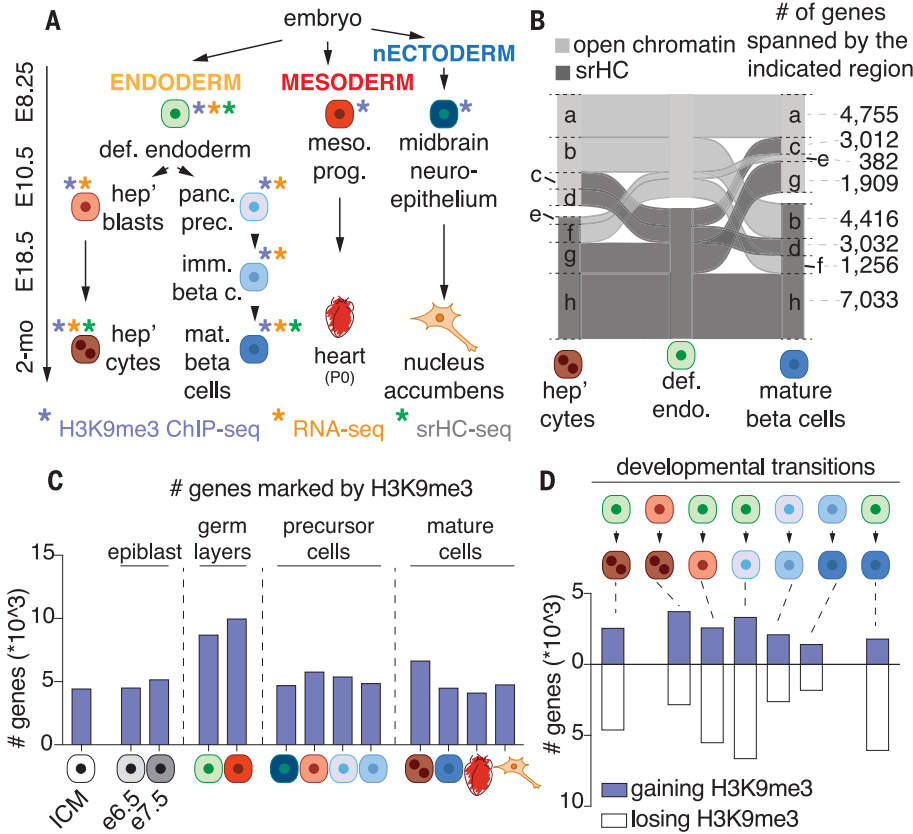 A
embryo
nECTODERM
ENDODERM
MESODERM
* * *
*
*
def. endoderm
meso.
prog.
midbrain
neuro-
epithelium
* *
hep'
blasts
panc.
prec.
* *
imm.
beta c.
* *
* * *
hep'
cytes
mat.
beta
cells
* * *
heart
(P0)
nucleus
accumbens
E8.25
E10.5
E18.5
2-mo
* H3K9me3 ChIP-seq
* RNA-seq
* srHC-seq
B
open chromatin
srHC
# of genes
spanned by the
indicated region
a
b
c
d
e
f
g
h
a
c
e
g
b
d
f
h
4,755
3,012
382
1,909
4,416
3,032
1,256
7,033
hep'
cytes
def.
endo.
mature
beta cells
C
# genes marked by H3K9me3
epiblast
germ
layers
precursor
cells
mature
cells
# genes (*10^3)
15
10
5
0
ICM
e6.5
e7.5
D
developmental transitions
# genes (*10^3)
5
0
5
10
gaining H3K9me3
losing H3K9me3